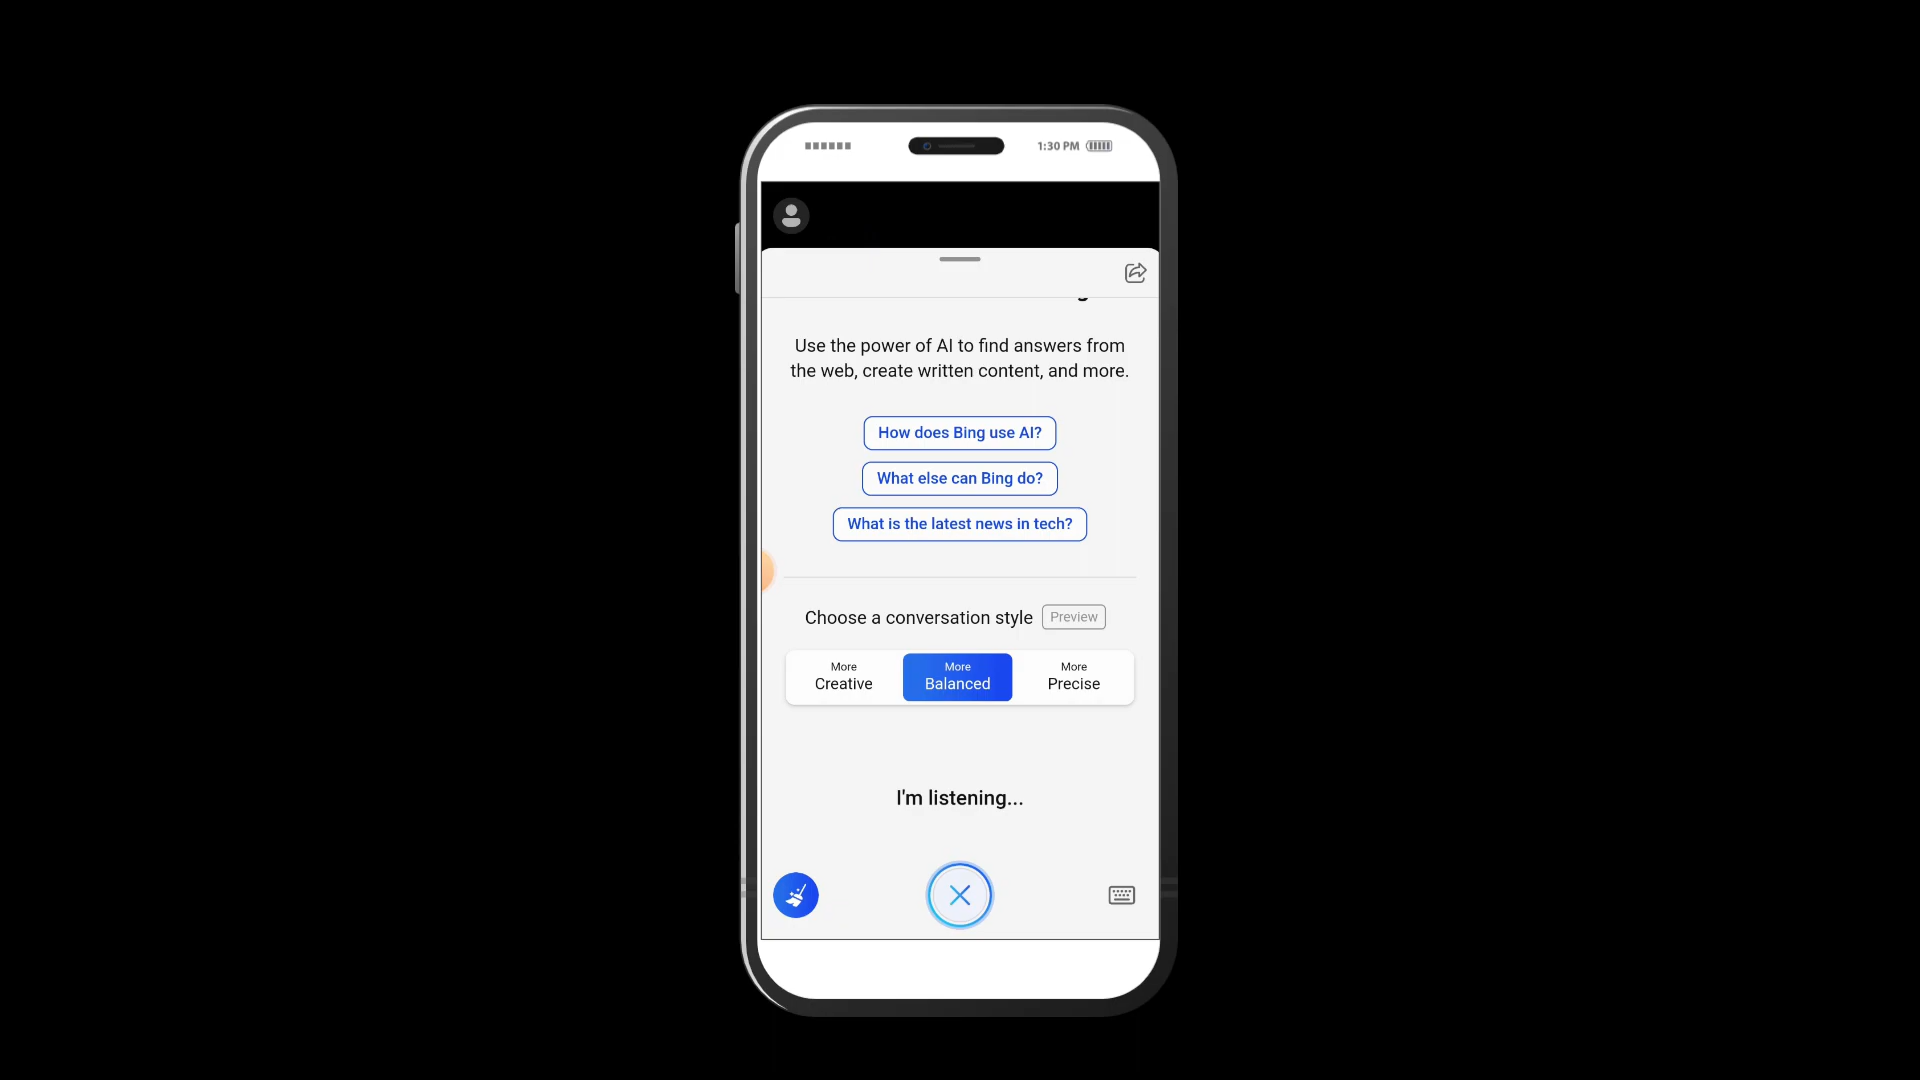 1:30 PM
Use the power of AI to find answers from
the web, create written content, and more.
How does Bing use AI?
What else can Bing do?
What is the latest news in tech?
Choose a conversation style Preview
More
Creative
More
Balanced
More
Precise
I'm listening...